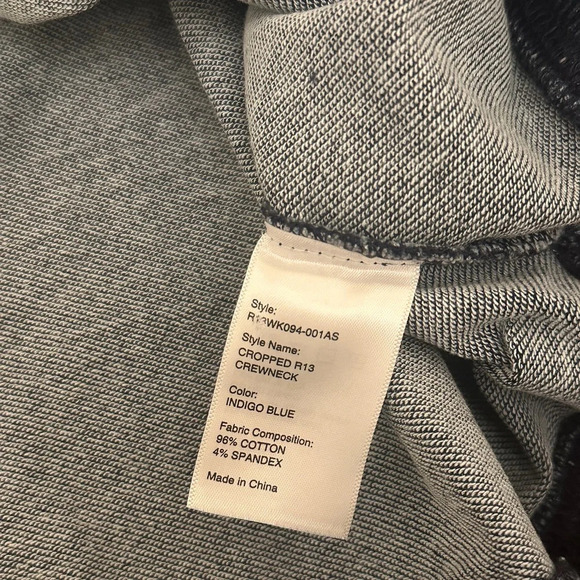 Style:
R13WK094-001AS
Style Name:
CROPPED R13
CREWNECK
Color:
INDIGO BLUE
Fabric Composition:
96% COTTON
4% SPANDEX
Made in China